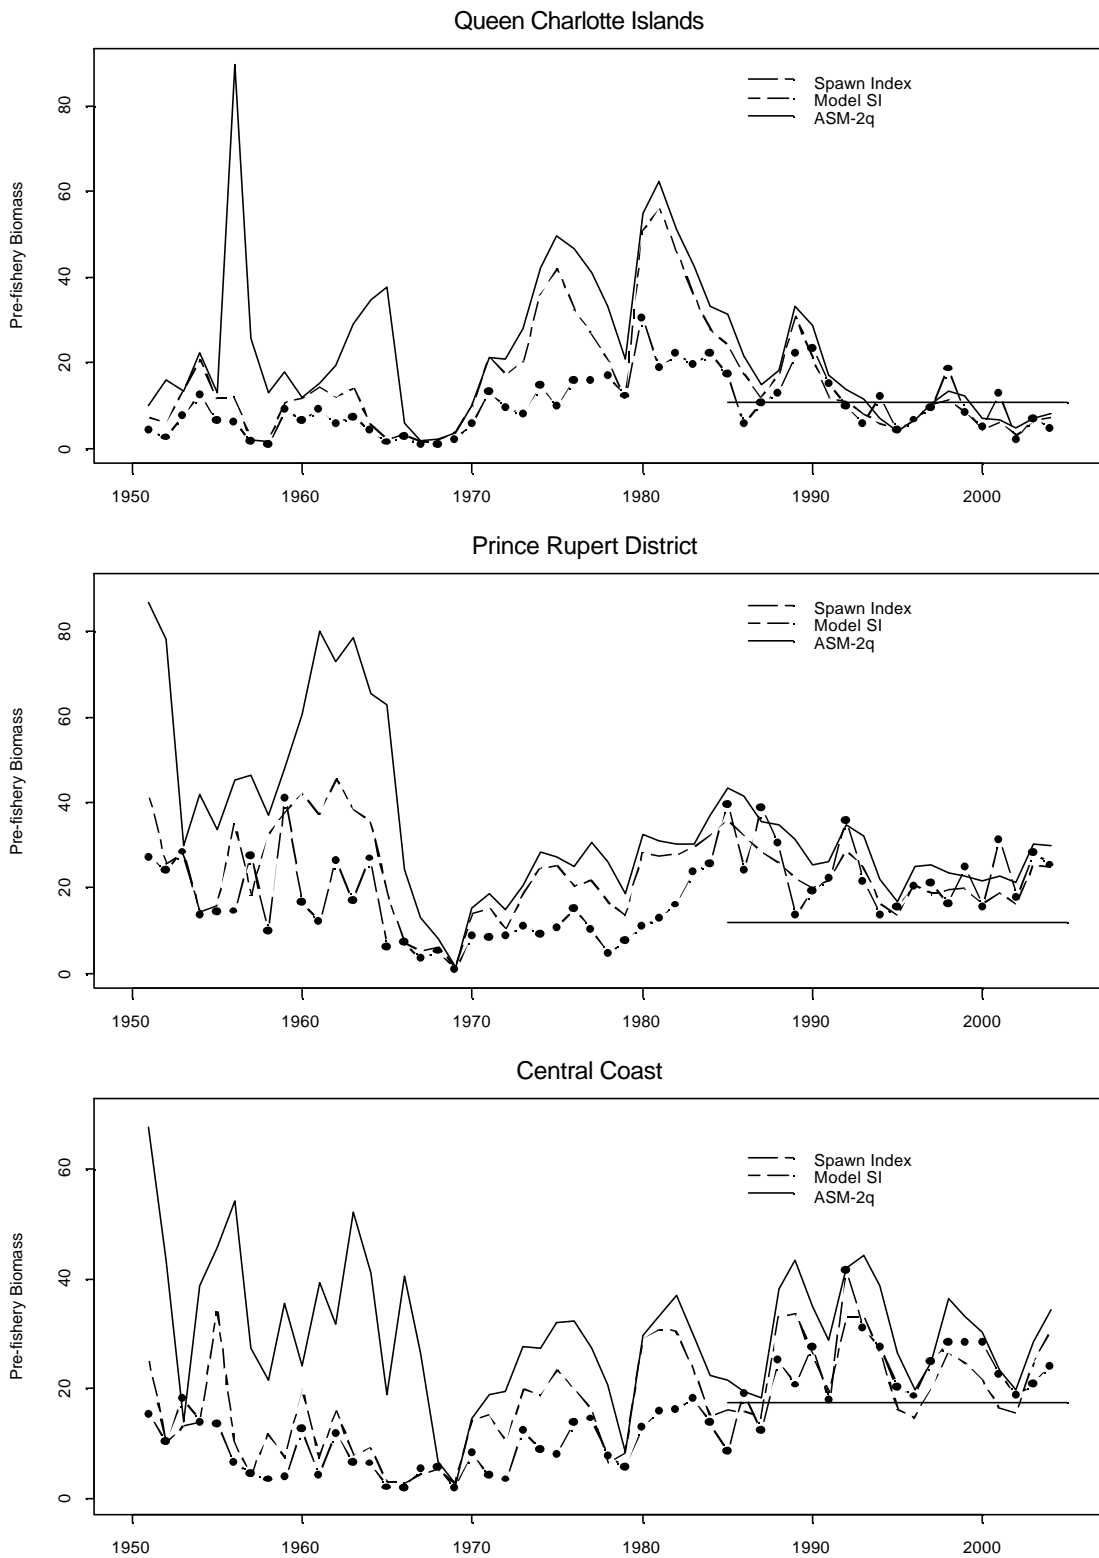 Queen Charlotte Islands
Pre-fishery Biomass
80
60
40
20
0
Spawn Index
Model SI
ASM-2q
1950 1960 1970 1980 1990 2000
Prince Rupert District
Pre-fishery Biomass
80
60
40
20
0
Spawn Index
Model SI
ASM-2q
1950 1960 1970 1980 1990 2000
Central Coast
Pre-fishery Biomass
60
40
20
0
Spawn Index
Model SI
ASM-2q
1950 1960 1970 1980 1990 2000